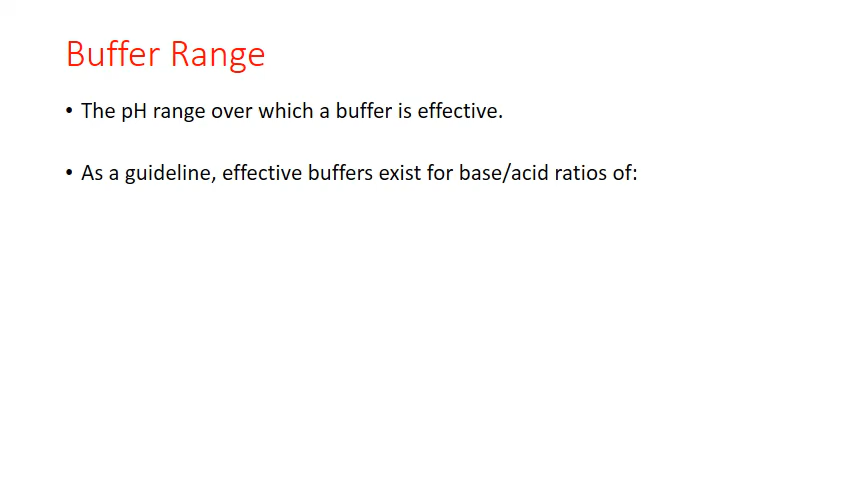 Buffer Range
• The pH range over which a buffer is effective.
• As a guideline, effective buffers exist for base/acid ratios of: